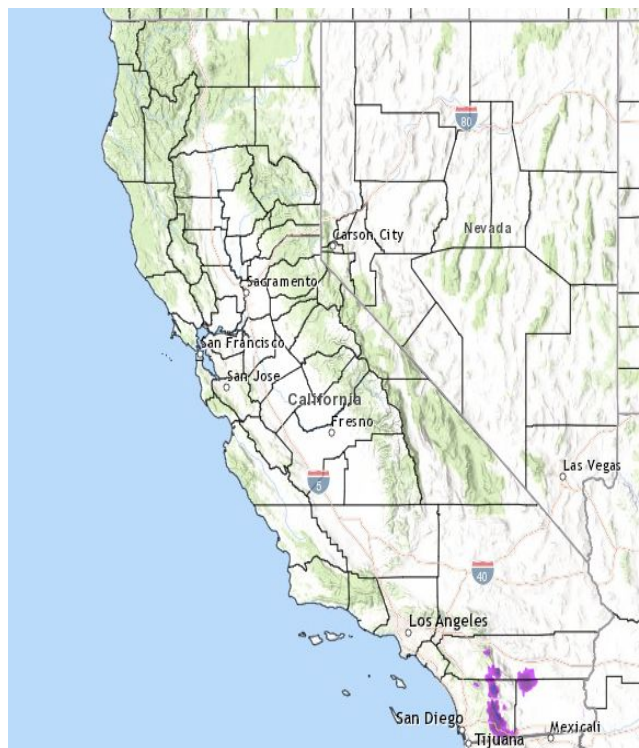 80
Carson City
Nevada
Sacramento
San Francisco
San Jose
California
Fresno
Las Vegas
5
40
Los Angeles
San Diego
Mexicali
Tijuana